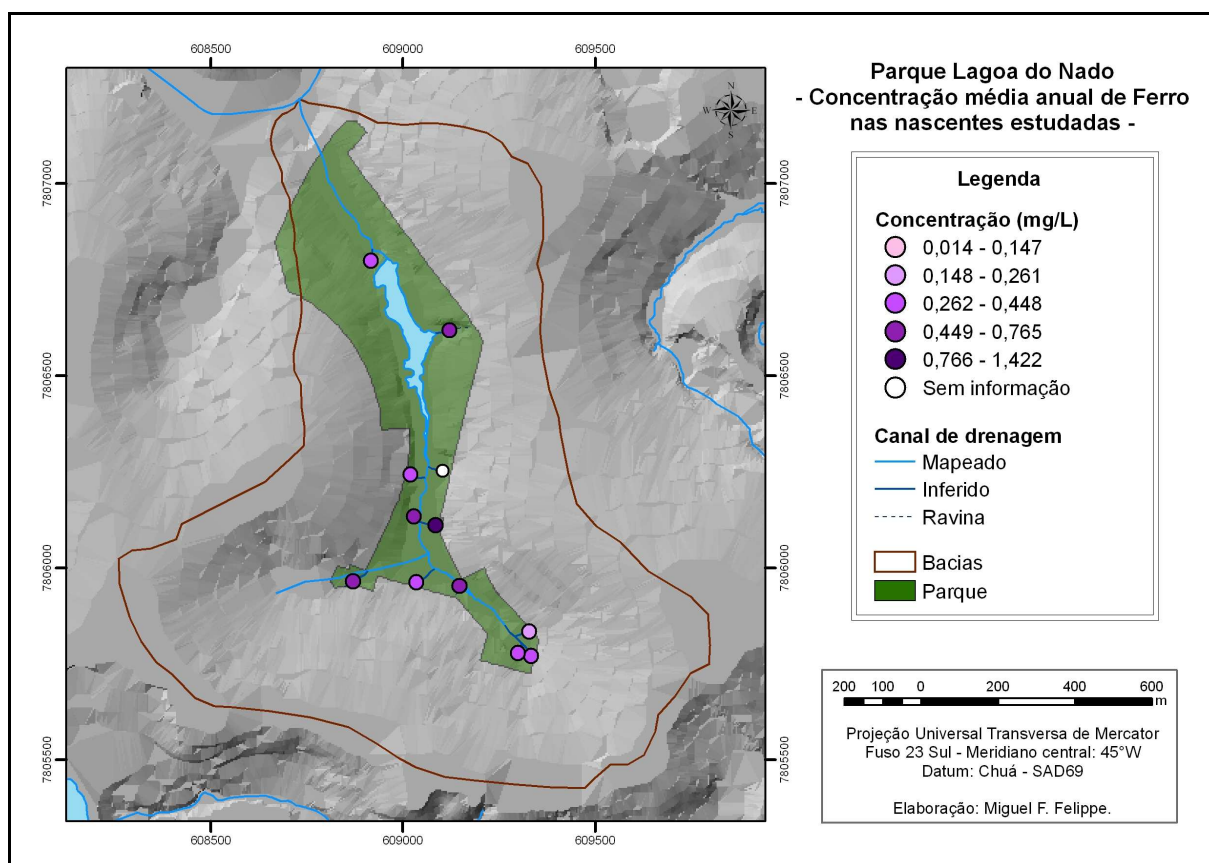 608500
609000
609500
7807000
7806500
7806000
7805500
7807000
7806500
7806000
7805500
608500
609000
609500
N
W
E
S
Parque Lagoa do Nado
- Concentração média anual de Ferro
nas nascentes estudadas -
Legenda
Concentração (mg/L)
0,014 - 0,147
0,148 - 0,261
0,262 - 0,448
0,449 - 0,765
0,766 - 1,422
Sem informação
Canal de drenagem
Mapeado
Inferido
Ravina
Bacias
Parque
200 100 0 200 400 600
m
Projeção Universal Transversa de Mercator
Fuso 23 Sul - Meridiano central: 45°W
Datum: Chuá - SAD69
Elaboração: Miguel F. Felippe.